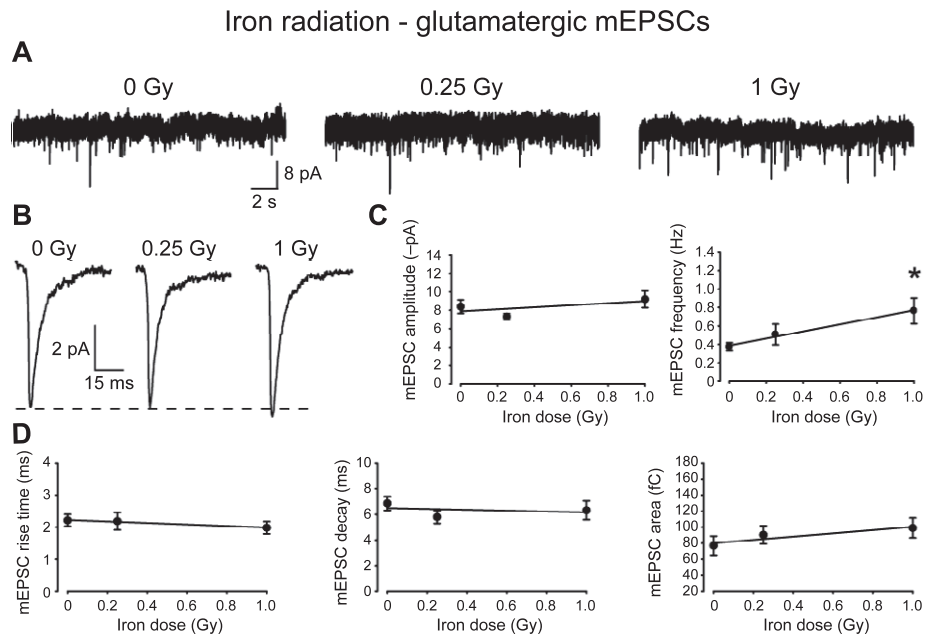 Iron radiation - glutamatergic mEPSCs
A
0 Gy
0.25 Gy
1 Gy
8 pA
2 s
B
0 Gy
0.25 Gy
1 Gy
2 pA
15 ms
C
mEPSC amplitude (–pA)
14
12
10
8
6
4
2
0
0 0.2 0.4 0.6 0.8 1.0
Iron dose (Gy)
mEPSC frequency (Hz)
1.4
1.2
1.0
0.8
0.6
0.4
0.2
0
*
0 0.2 0.4 0.6 0.8 1.0
Iron dose (Gy)
D
mEPSC rise time (ms)
4
3
2
1
0
0 0.2 0.4 0.6 0.8 1.0
Iron dose (Gy)
mEPSC decay (ms)
10
8
6
4
2
0
0 0.2 0.4 0.6 0.8 1.0
Iron dose (Gy)
mEPSC area (fC)
180
160
140
120
100
80
60
40
20
0 0.2 0.4 0.6 0.8 1.0
Iron dose (Gy)